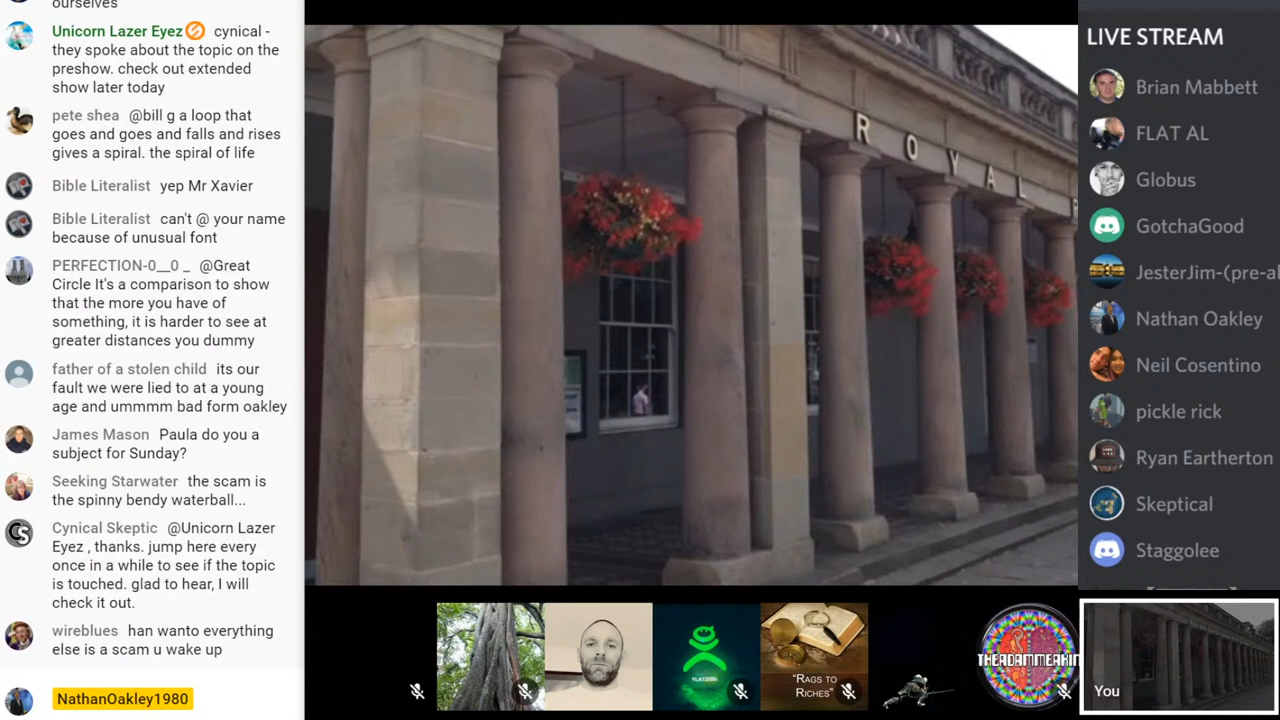 ourselves
Unicorn Lazer Eyez cynical -
they spoke about the topic on the
preshow. check out extended
show later today
pete shea @bill g a loop that
goes and goes and falls and rises
gives a spiral. the spiral of life
Bible Literalist yep Mr Xavier
Bible Literalist can't @ your name
because of unusual font
PERFECTION-0__0 _ @Great
Circle It's a comparison to show
that the more you have of
something, it is harder to see at
greater distances you dummy
father of a stolen child its our
fault we were lied to at a young
age and ummmm bad form oakley
James Mason Paula do you a
subject for Sunday?
Seeking Starwater the scam is
the spinny bendy waterball...
Cynical Skeptic @Unicorn Lazer
Eyez , thanks. jump here every
once in a while to see if the topic
is touched. glad to hear, I will
check it out.
wireblues han wanto everything
else is a scam u wake up
NathanOakley1980
ROYAL
"RAGS TO
RICHES"
THEADAMMEAKIN
LIVE STREAM
Brian Mabbett
FLAT AL
Globus
GotchaGood
JesterJim-(pre-al
Nathan Oakley
Neil Cosentino
pickle rick
Ryan Eartherton
Skeptical
Staggolee
You